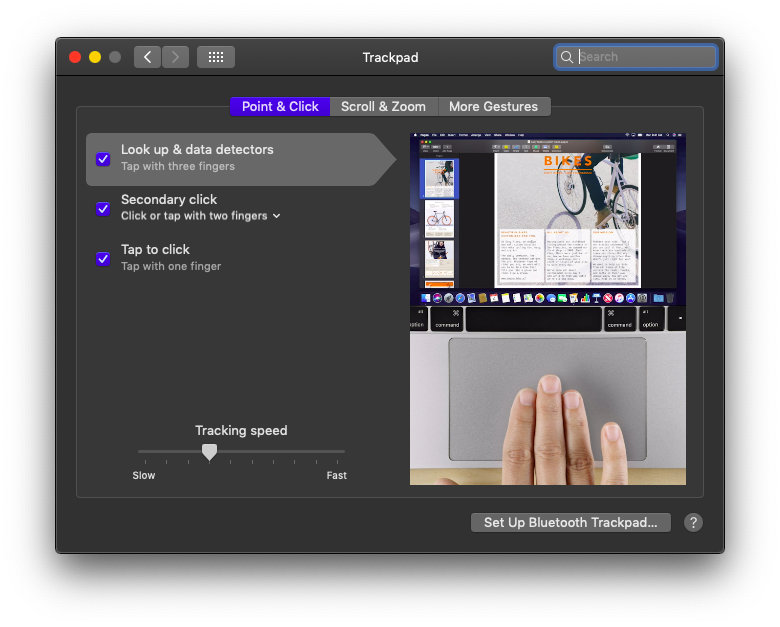 Trackpad
Search
Point & Click
Scroll & Zoom
More Gestures
Look up & data detectors
Tap with three fingers
Secondary click
Click or tap with two fingers
Tap to click
Tap with one finger
BIKES
⌘
command
⌘
command
option
Tracking speed
Slow
Fast
Set Up Bluetooth Trackpad...
?